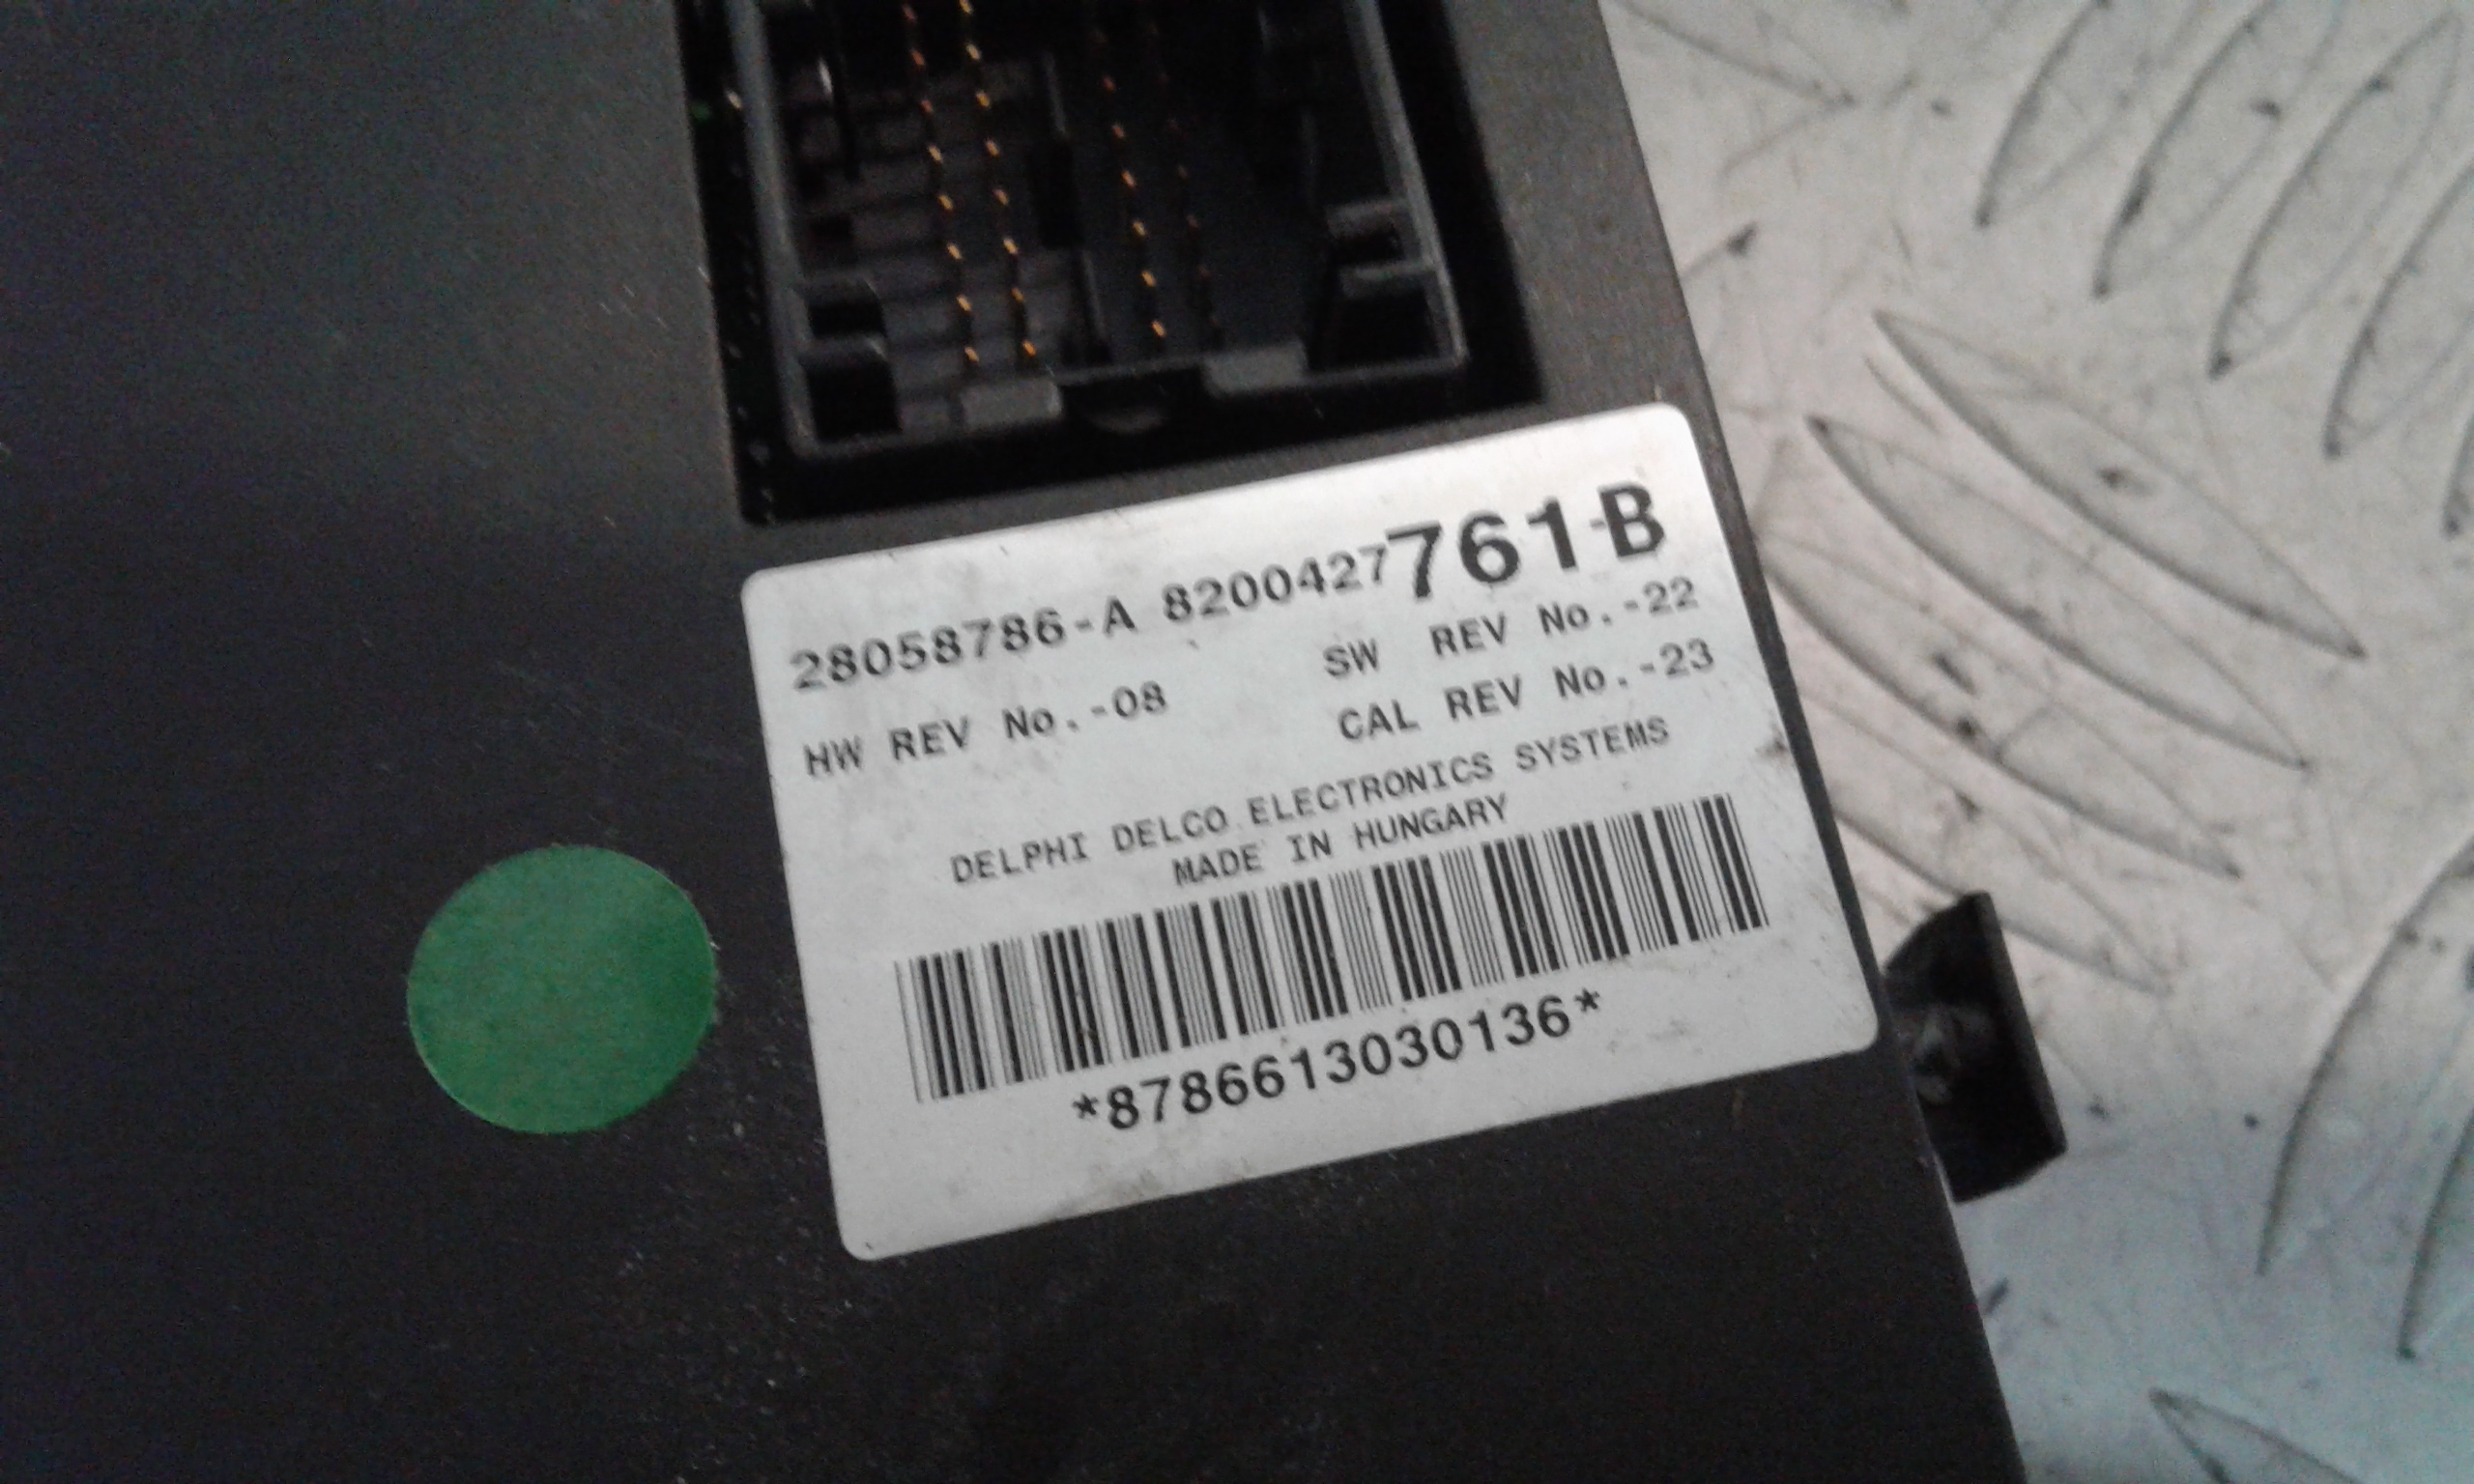 28058786-A 8200427761-B
HW REV No.-08 SW REV No.-22
CAL REV No.-23
DELPHI DELCO ELECTRONICS SYSTEMS
MADE IN HUNGARY
*8786613030136*